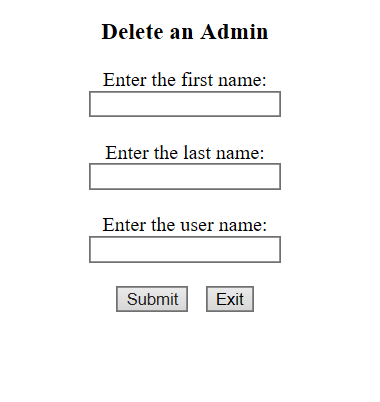 Delete an Admin
Enter the first name:
Enter the last name:
Enter the user name:
Submit Exit